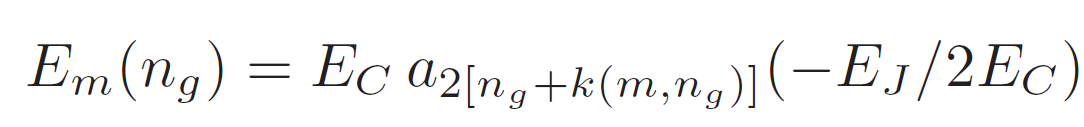 E_m(n_g) = E_C a_{2[n_g+k(m,n_g)]}(−E_J/2E_C)